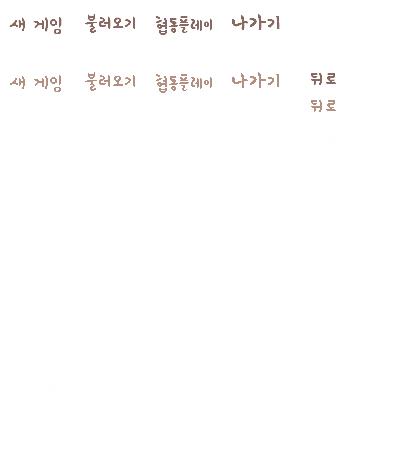 새 게임 불러오기 협동플레이 나가기
새 게임 불러오기 협동플레이 나가기 뒤로
뒤로